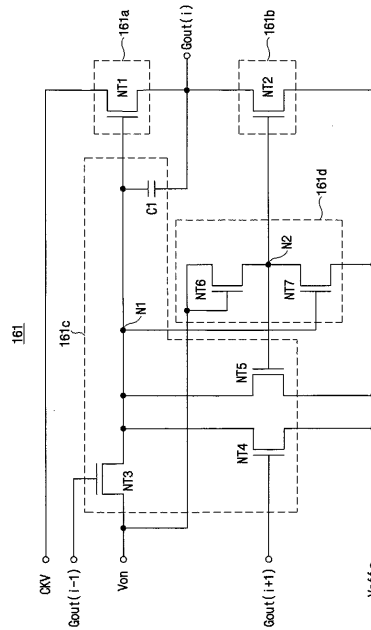 161
161a
161b
161c
161d
NT1
Gout(i)
NT2
C1
N1
N2
NT6
NT7
NT3
NT5
NT4
CKV
Gout(i-1)
Von
Gout(i+1)